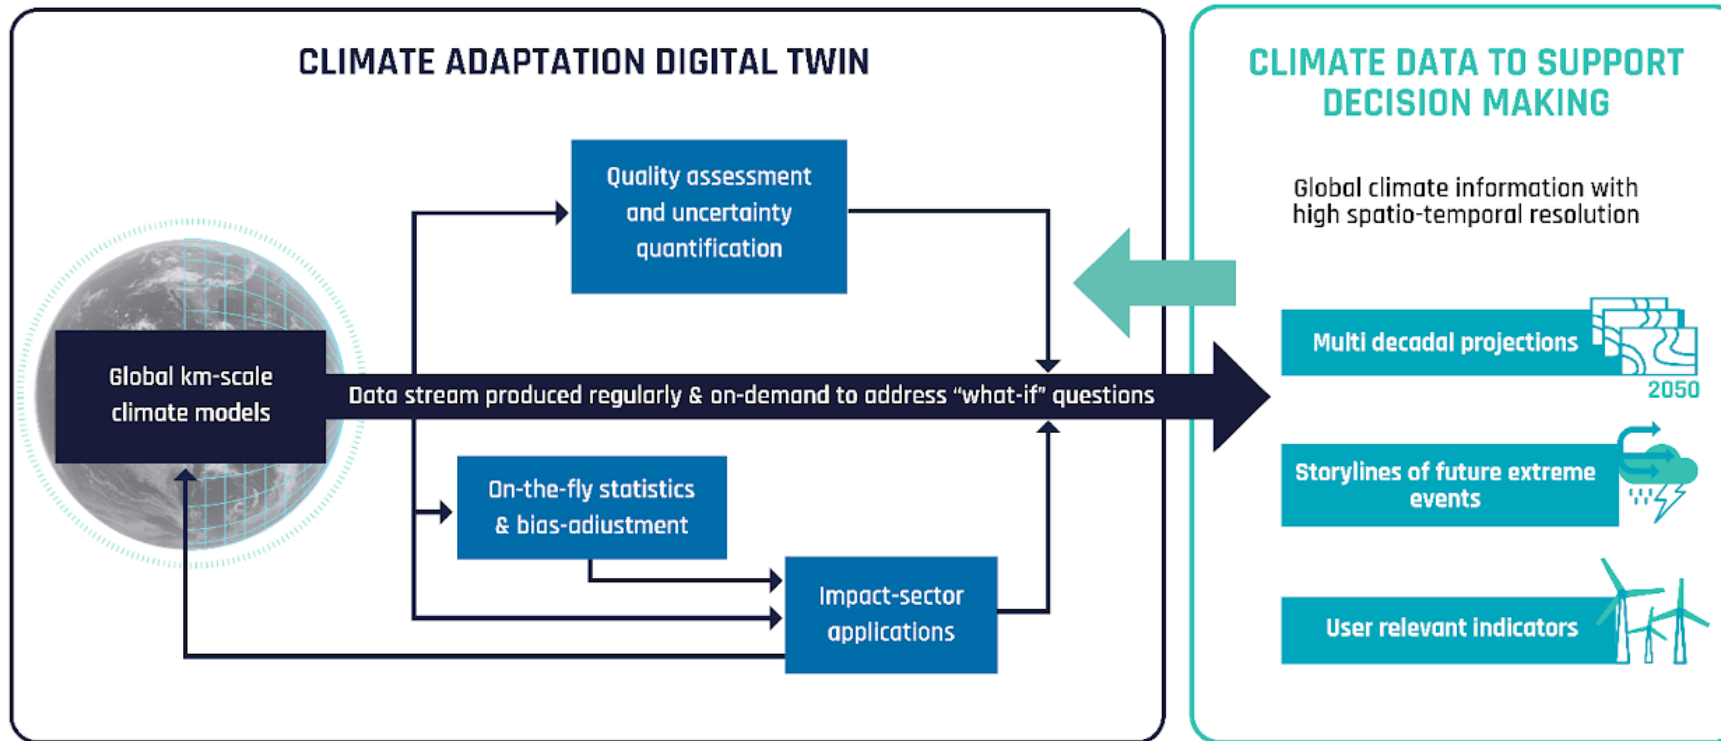 CLIMATE ADAPTATION DIGITAL TWIN
Quality assessment
and uncertainty
quantification
Global km-scale
climate models
Data stream produced regularly & on-demand to address “what-if” questions
On-the-fly statistics
& bias-adjustment
Impact-sector
applications
CLIMATE DATA TO SUPPORT
DECISION MAKING
Global climate information with
high spatio-temporal resolution
Multi decadal projections
2050
Storylines of future extreme
events
User relevant indicators